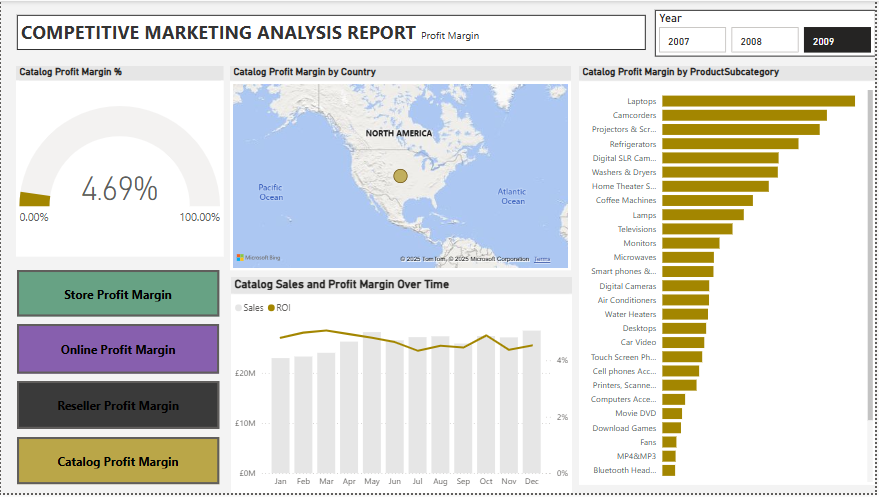 COMPETITIVE MARKETING ANALYSIS REPORT Profit Margin
Year
2007 2008 2009
Catalog Profit Margin %
4.69%
0.00% 100.00%
Store Profit Margin
Online Profit Margin
Reseller Profit Margin
Catalog Profit Margin
Catalog Profit Margin by Country
NORTH AMERICA
Pacific
Ocean
Atlantic
Ocean
Microsoft Bing
© 2025 TomTom, © 2025 Microsoft Corporation Terms
Catalog Sales and Profit Margin Over Time
Sales ROI
£20M
£10M
£0M
4%
2%
0%
Jan Feb Mar Apr May Jun Jul Aug Sep Oct Nov Dec
Catalog Profit Margin by ProductSubcategory
Laptops
Camcorders
Projectors & Scr...
Refrigerators
Digital SLR Cam...
Washers & Dryers
Home Theater S...
Coffee Machines
Lamps
Televisions
Monitors
Microwaves
Smart phones &...
Digital Cameras
Air Conditioners
Water Heaters
Desktops
Car Video
Touch Screen Ph...
Cell phones Acc...
Printers, Scanne...
Computers Acce...
Movie DVD
Download Games
Fans
MP4&MP3
Bluetooth Head...